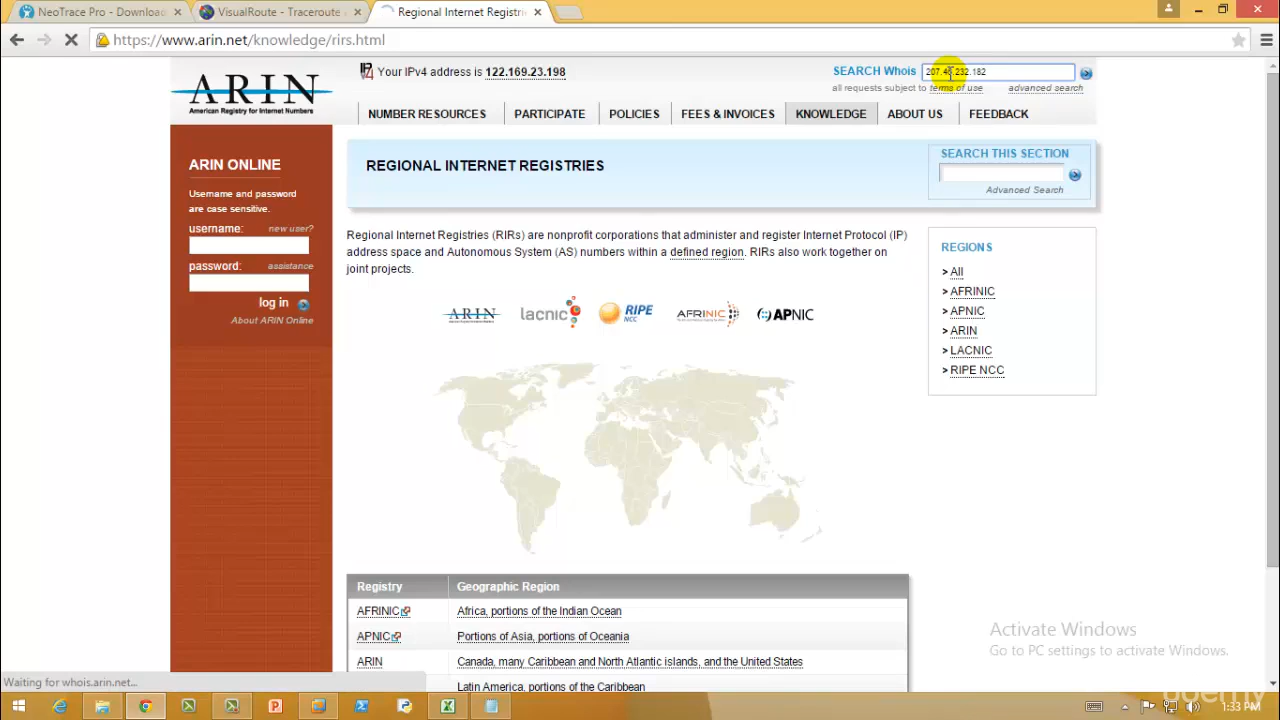 NeoTrace Pro - Download
VisualRoute - Traceroute a
Regional Internet Registri
https://www.arin.net/knowledge/rirs.html
ARIN
American Registry for Internet Numbers
Your IPv4 address is 122.169.23.198
SEARCH Whois 207.46.232.182
all requests subject to terms of use advanced search
NUMBER RESOURCES PARTICIPATE POLICIES FEES & INVOICES KNOWLEDGE ABOUT US FEEDBACK
ARIN ONLINE
Username and password
are case sensitive.
username: new user?
password: assistance
log in
About ARIN Online
REGIONAL INTERNET REGISTRIES
SEARCH THIS SECTION
Advanced Search
Regional Internet Registries (RIRs) are nonprofit corporations that administer and register Internet Protocol (IP)
address space and Autonomous System (AS) numbers within a defined region. RIRs also work together on
joint projects.
ARIN lacnic RIPE NCC AFRINIC APNIC
REGIONS
> All
> AFRINIC
> APNIC
> ARIN
> LACNIC
> RIPE NCC
Registry Geographic Region
AFRINIC Africa, portions of the Indian Ocean
APNIC Portions of Asia, portions of Oceania
ARIN Canada, many Caribbean and North Atlantic islands, and the United States
Latin America, portions of the Caribbean
Activate Windows
Go to PC settings to activate Windows.
Waiting for whois.arin.net...
udemy
1:33 PM